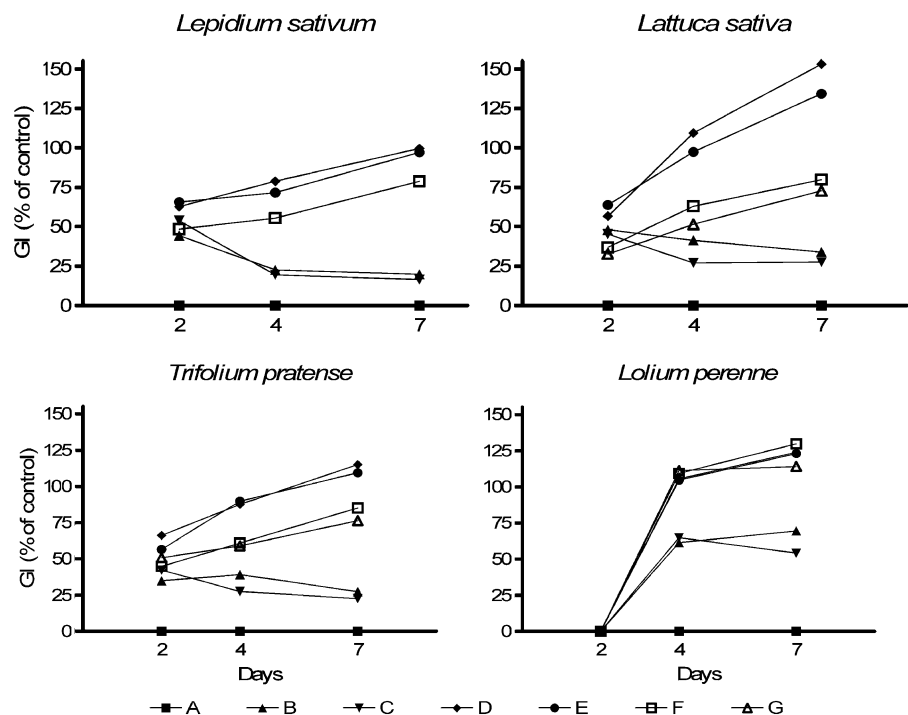 Lepidium sativum
Lattuca sativa
GI (% of control)
150
125
100
75
50
25
0
2 4 7
150
125
100
75
50
25
0
2 4 7
Trifolium pratense
Lolium perenne
GI (% of control)
150
125
100
75
50
25
0
2 4 7
Days
150
125
100
75
50
25
0
2 4 7
Days
A B C D E F G